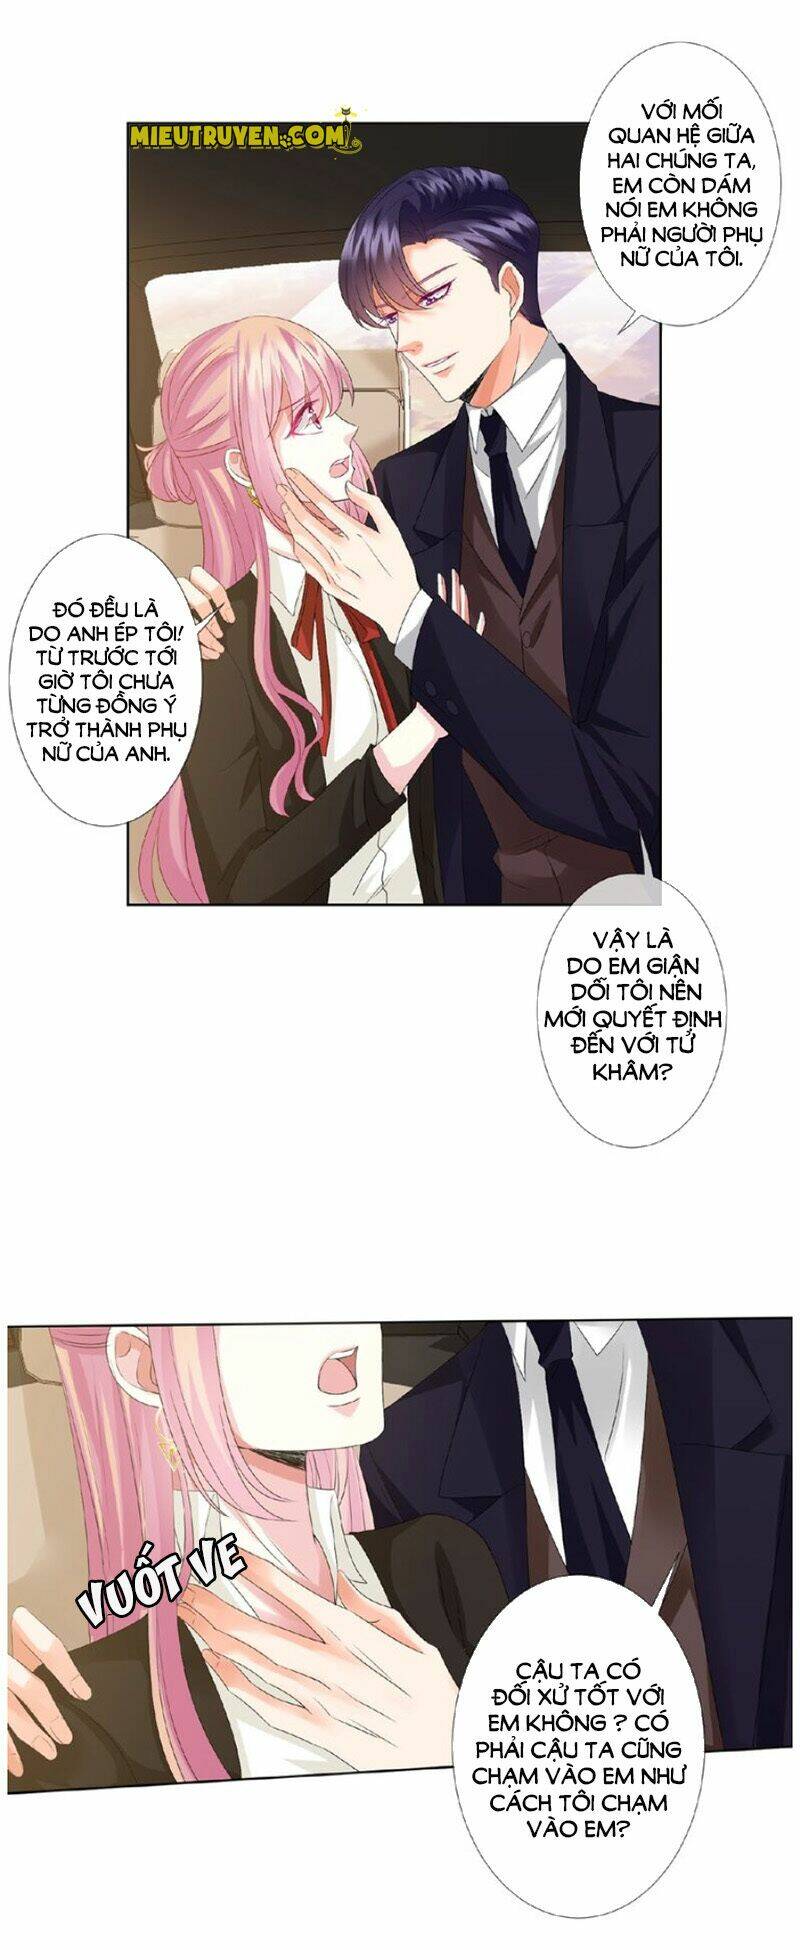 MIEUTRUYEN.COM
VỚI MỐI
QUAN HỆ GIỮA
HAI CHÚNG TA,
EM CÒN DÁM
NÓI EM KHÔNG
PHẢI NGƯỜI PHỤ
NỮ CỦA TÔI.
ĐÓ ĐỀU LÀ
DO ANH ÉP TÔI!
TỪ TRƯỚC TỚI
GIỜ TÔI CHƯA
TỪNG ĐỒNG Ý
TRỞ THÀNH PHỤ
NỮ CỦA ANH.
VẬY LÀ
DO EM GIẬN
DỖI TÔI NÊN
MỚI QUYẾT ĐỊNH
ĐẾN VỚI TỬ
KHÂM?
VUỐT VE
CẬU TA CÓ
ĐỐI XỬ TỐT VỚI
EM KHÔNG ? CÓ
PHẢI CẬU TA CŨNG
CHẠM VÀO EM NHƯ
CÁCH TÔI CHẠM
VÀO EM?